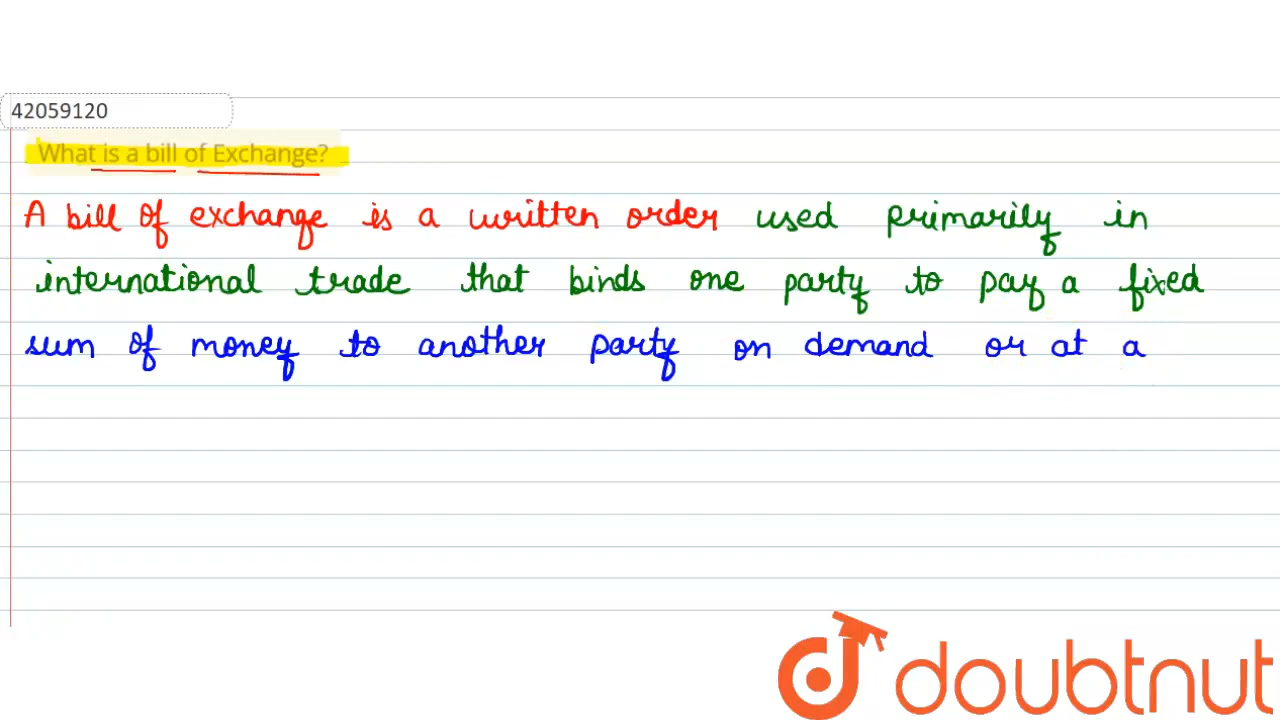 42059120
What is a bill of Exchange?
A bill of exchange is a written order used primarily in
international trade that binds one party to pay a fixed
sum of money to another party on demand or at a
doubtnut